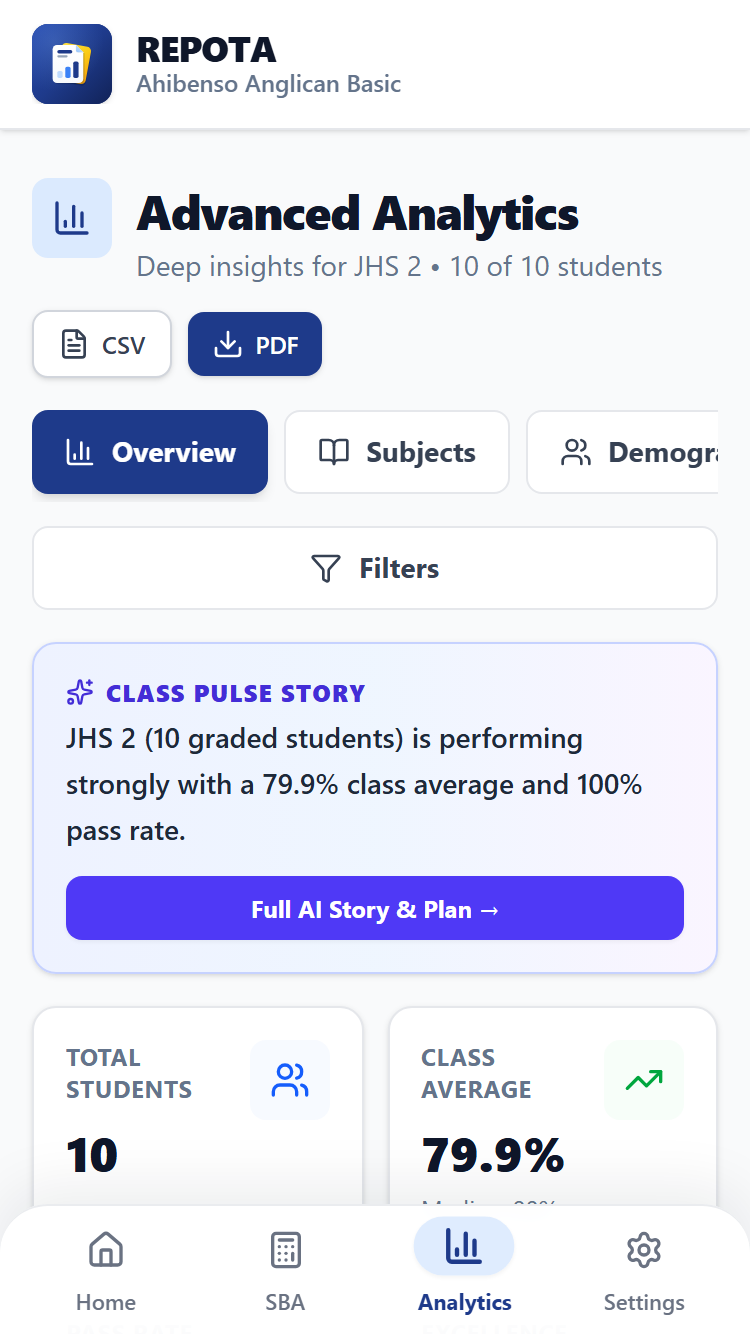 REPOTA
Ahibenso Anglican Basic
Advanced Analytics
Deep insights for JHS 2 • 10 of 10 students
CSV
PDF
Overview
Subjects
Demogra
Filters
CLASS PULSE STORY
JHS 2 (10 graded students) is performing
strongly with a 79.9% class average and 100%
pass rate.
Full AI Story & Plan →
TOTAL
STUDENTS
10
CLASS
AVERAGE
79.9%
Home
SBA
Analytics
Settings